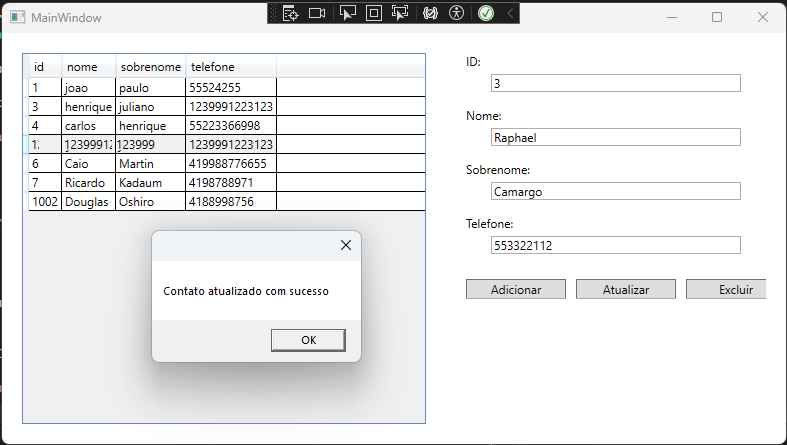 MainWindow
id nome sobrenome telefone
1 joao paulo 55524255
3 henrique juliano 1239991223123
4 carlos henrique 55223366998
12399912 123999 1239991223123
6 Caio Martin 419988776655
7 Ricardo Kadaum 4198788971
1002 Douglas Oshiro 4188998756
Contato atualizado com sucesso
OK
ID:
3
Nome:
Raphael
Sobrenome:
Camargo
Telefone:
553322112
Adicionar Atualizar Excluir